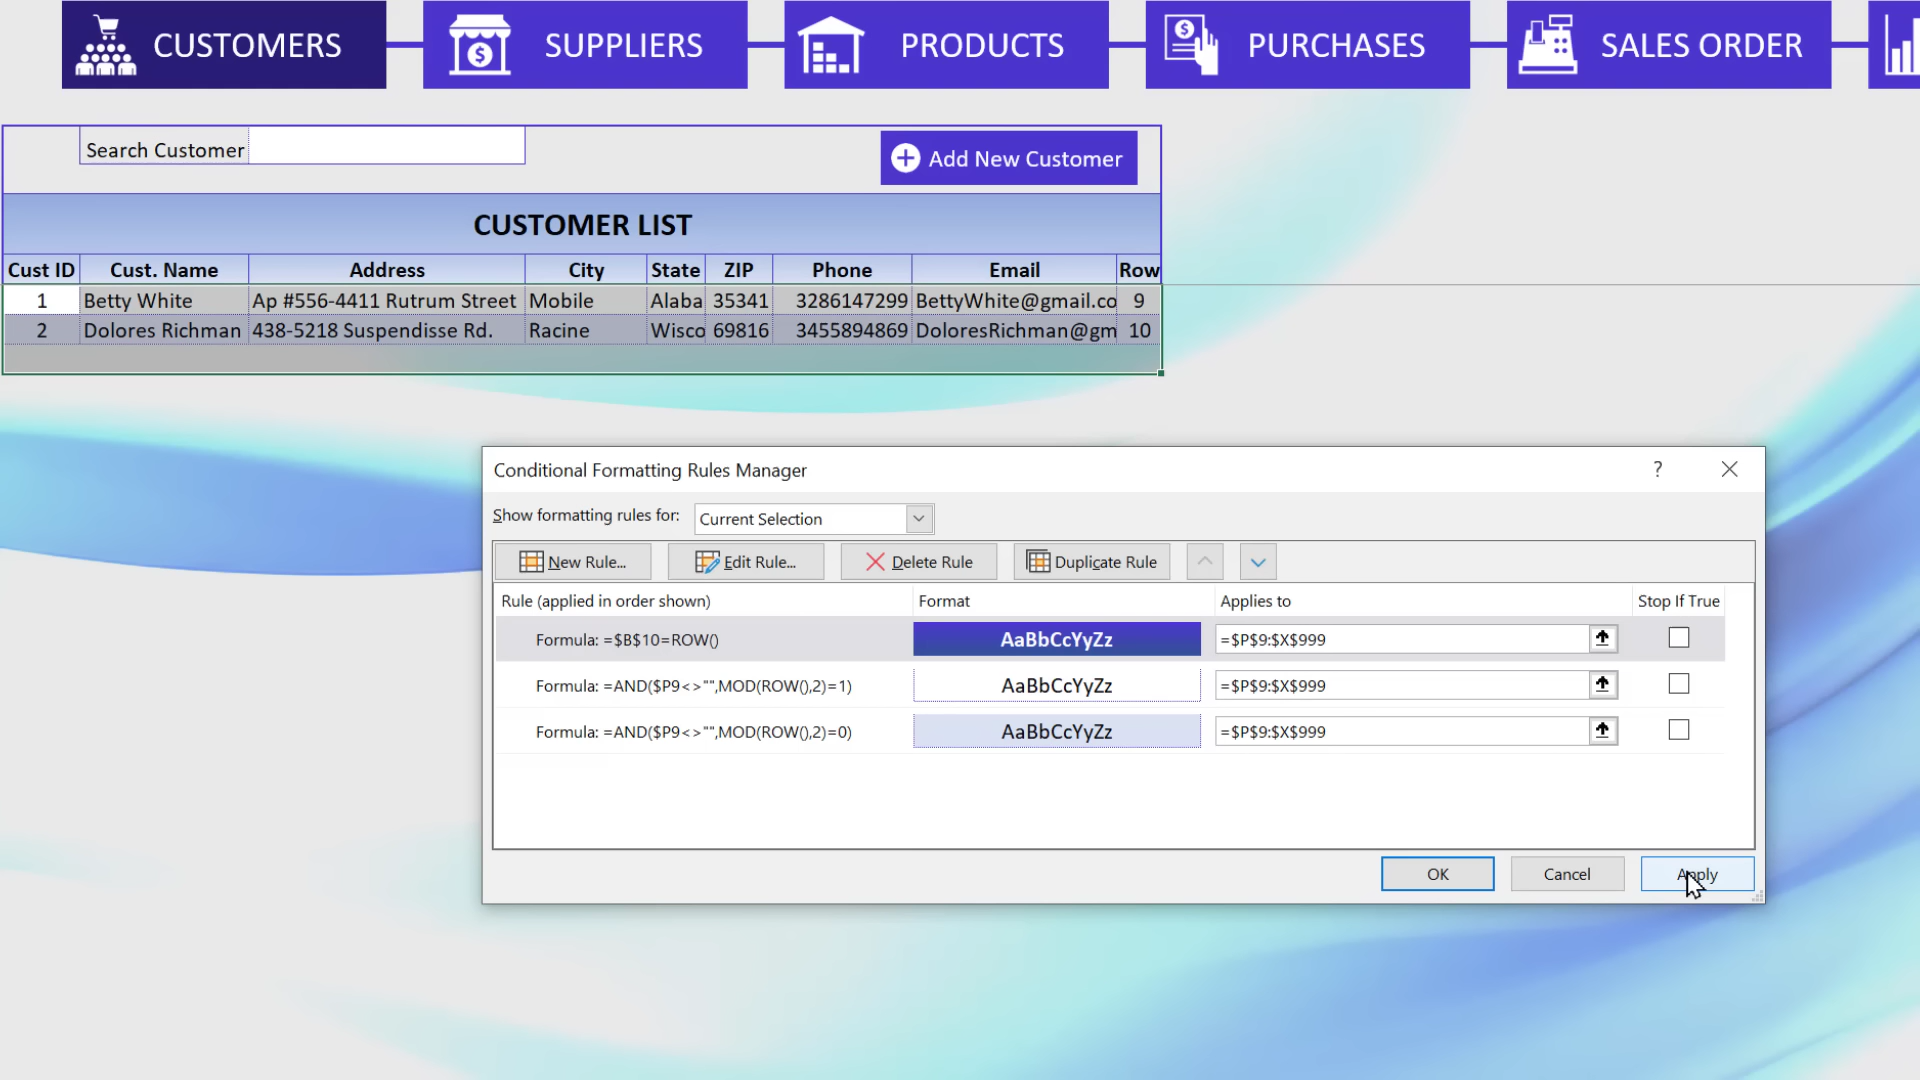 CUSTOMERS SUPPLIERS PRODUCTS PURCHASES SALES ORDER
Search Customer
Add New Customer
CUSTOMER LIST
Cust ID Cust. Name Address City State ZIP Phone Email Row
1 Betty White Ap #556-4411 Rutrum Street Mobile Alaba 35341 3286147299 BettyWhite@gmail.co 9
2 Dolores Richman 438-5218 Suspendisse Rd. Racine Wisco 69816 3455894869 DoloresRichman@gm 10
Conditional Formatting Rules Manager ?
Show formatting rules for: Current Selection
New Rule... Edit Rule... Delete Rule Duplicate Rule
Rule (applied in order shown) Format Applies to Stop If True
Formula: =$B$10=ROW() AaBbCcYyZz =$P$9:$X$999
Formula: =AND($P9<>"",MOD(ROW(),2)=1) AaBbCcYyZz =$P$9:$X$999
Formula: =AND($P9<>"",MOD(ROW(),2)=0) AaBbCcYyZz =$P$9:$X$999
OK Cancel Apply